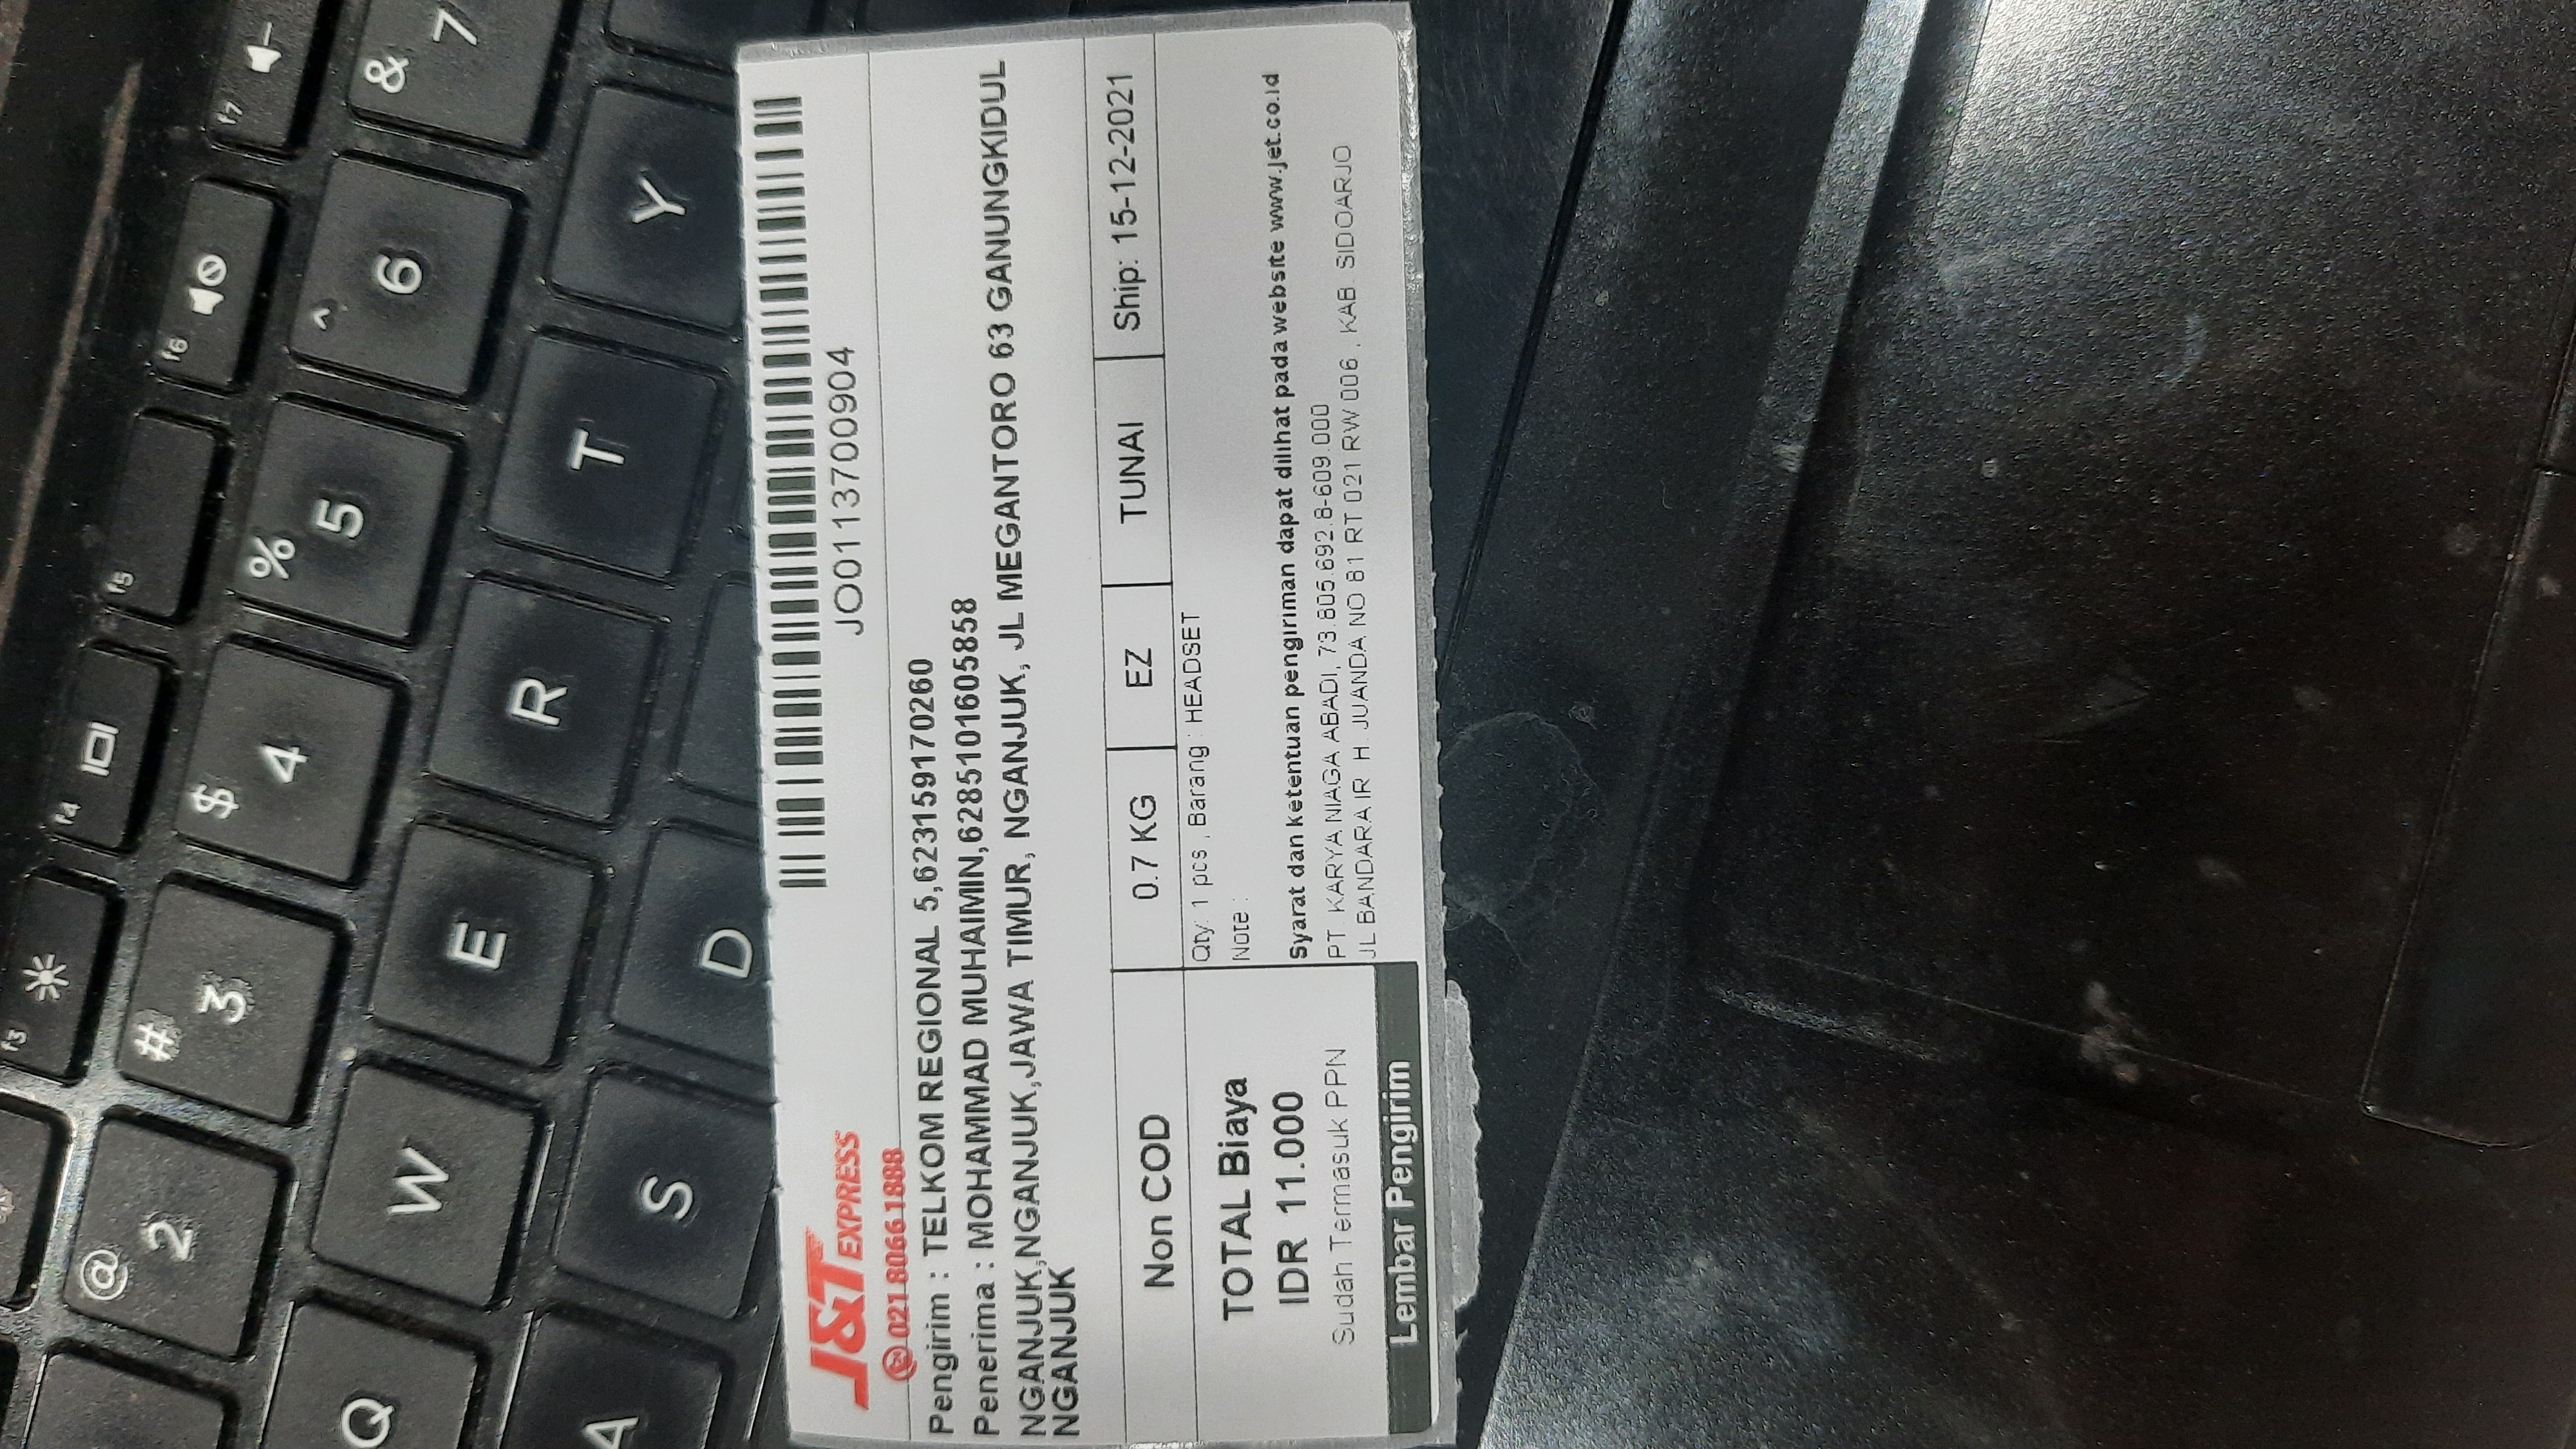 f3
f4
f5
f6
f7
@ 2
# 3
$ 4
% 5
^ 6
& 7
Q W E R T Y
A S D
J&T EXPRESS
021 8066 1888
JO0113700904
Pengirim : TELKOM REGIONAL 5,623159170260
Penerima : MOHAMMAD MUHAIMIN,6285101605858
NGANJUK,NGANJUK,JAWA TIMUR, NGANJUK, JL MEGANTORO 63 GANUNGKIDUL
NGANJUK
Non COD 0.7 KG EZ TUNAI Ship: 15-12-2021
TOTAL Biaya
IDR 11.000
Sudah Termasuk PPN
Lembar Pengirim
Qty: 1 pcs , Barang : HEADSET
Note :
Syarat dan ketentuan pengiriman dapat dilihat pada website www.jet.co.id
PT. KARYA NIAGA ABADI, 73.805.692.8-609.000
JL BANDARA IR. H. JUANDA NO 81 RT 021 RW 006 , KAB. SIDOARJO